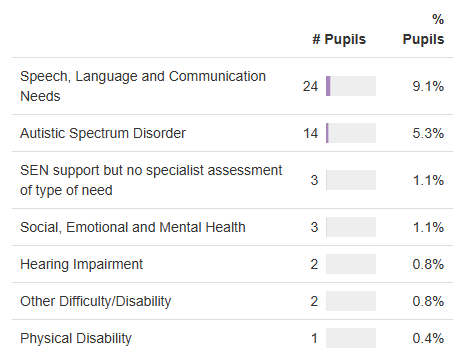 %
# Pupils Pupils
Speech, Language and Communication
Needs 24 9.1%
Autistic Spectrum Disorder 14 5.3%
SEN support but no specialist assessment
of type of need 3 1.1%
Social, Emotional and Mental Health 3 1.1%
Hearing Impairment 2 0.8%
Other Difficulty/Disability 2 0.8%
Physical Disability 1 0.4%